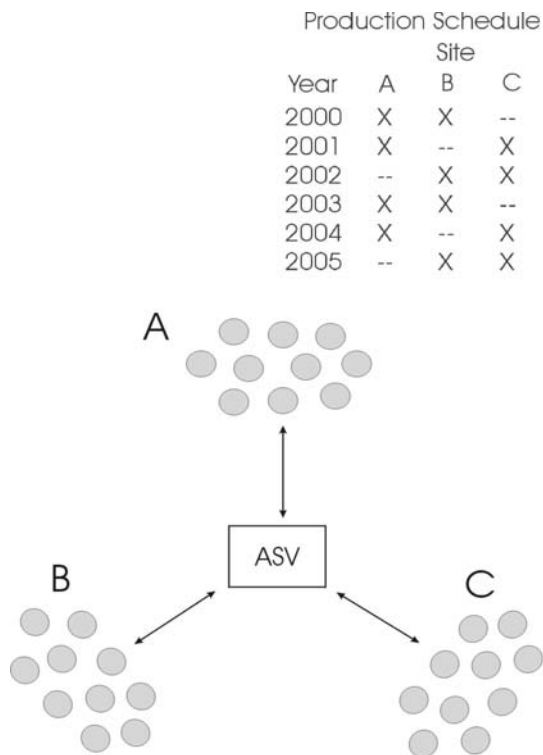 Production Schedule
Site
Year A B C
2000 X X --
2001 X -- X
2002 -- X X
2003 X X --
2004 X -- X
2005 -- X X
A
ASV
B
C